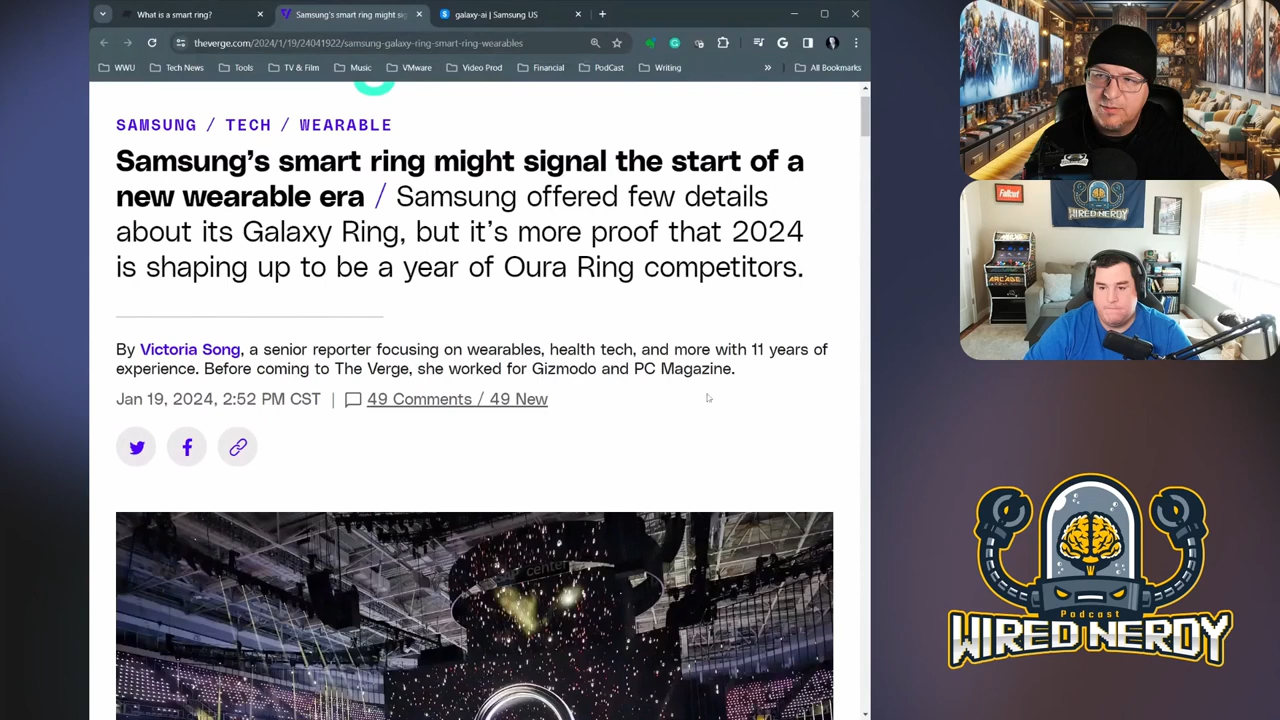 What is a smart ring?
Samsung's smart ring might si
galaxy-ai | Samsung US
theverge.com/2024/1/19/24041922/samsung-galaxy-ring-smart-ring-wearables
WWU
Tech News
Tools
TV & Film
Music
VMware
Video Prod
Financial
PodCast
Writing
»
All Bookmarks
SAMSUNG / TECH / WEARABLE
Samsung’s smart ring might signal the start of a
new wearable era / Samsung offered few details
about its Galaxy Ring, but it’s more proof that 2024
is shaping up to be a year of Oura Ring competitors.
By Victoria Song, a senior reporter focusing on wearables, health tech, and more with 11 years of
experience. Before coming to The Verge, she worked for Gizmodo and PC Magazine.
Jan 19, 2024, 2:52 PM CST | 49 Comments / 49 New
center
Fallout
WIRED NERDY
ARCADE
Podcast
WIRED NERDY